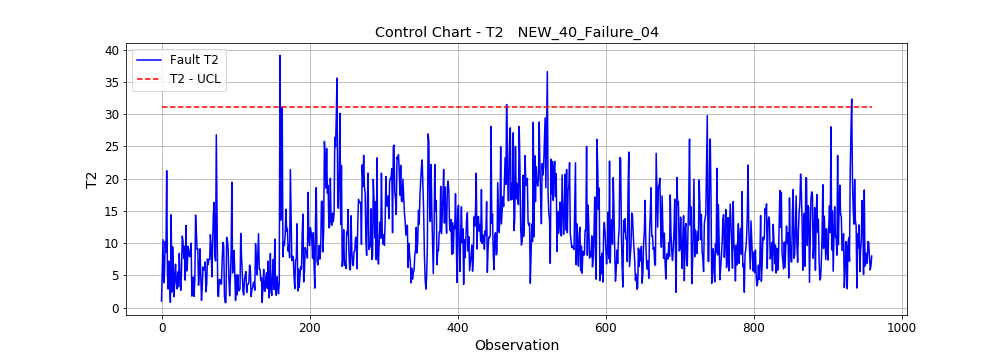 Control Chart - T2   NEW_40_Failure_04
Fault T2
T2 - UCL
40
35
30
25
20
15
10
5
0
T2
0 200 400 600 800 1000
Observation